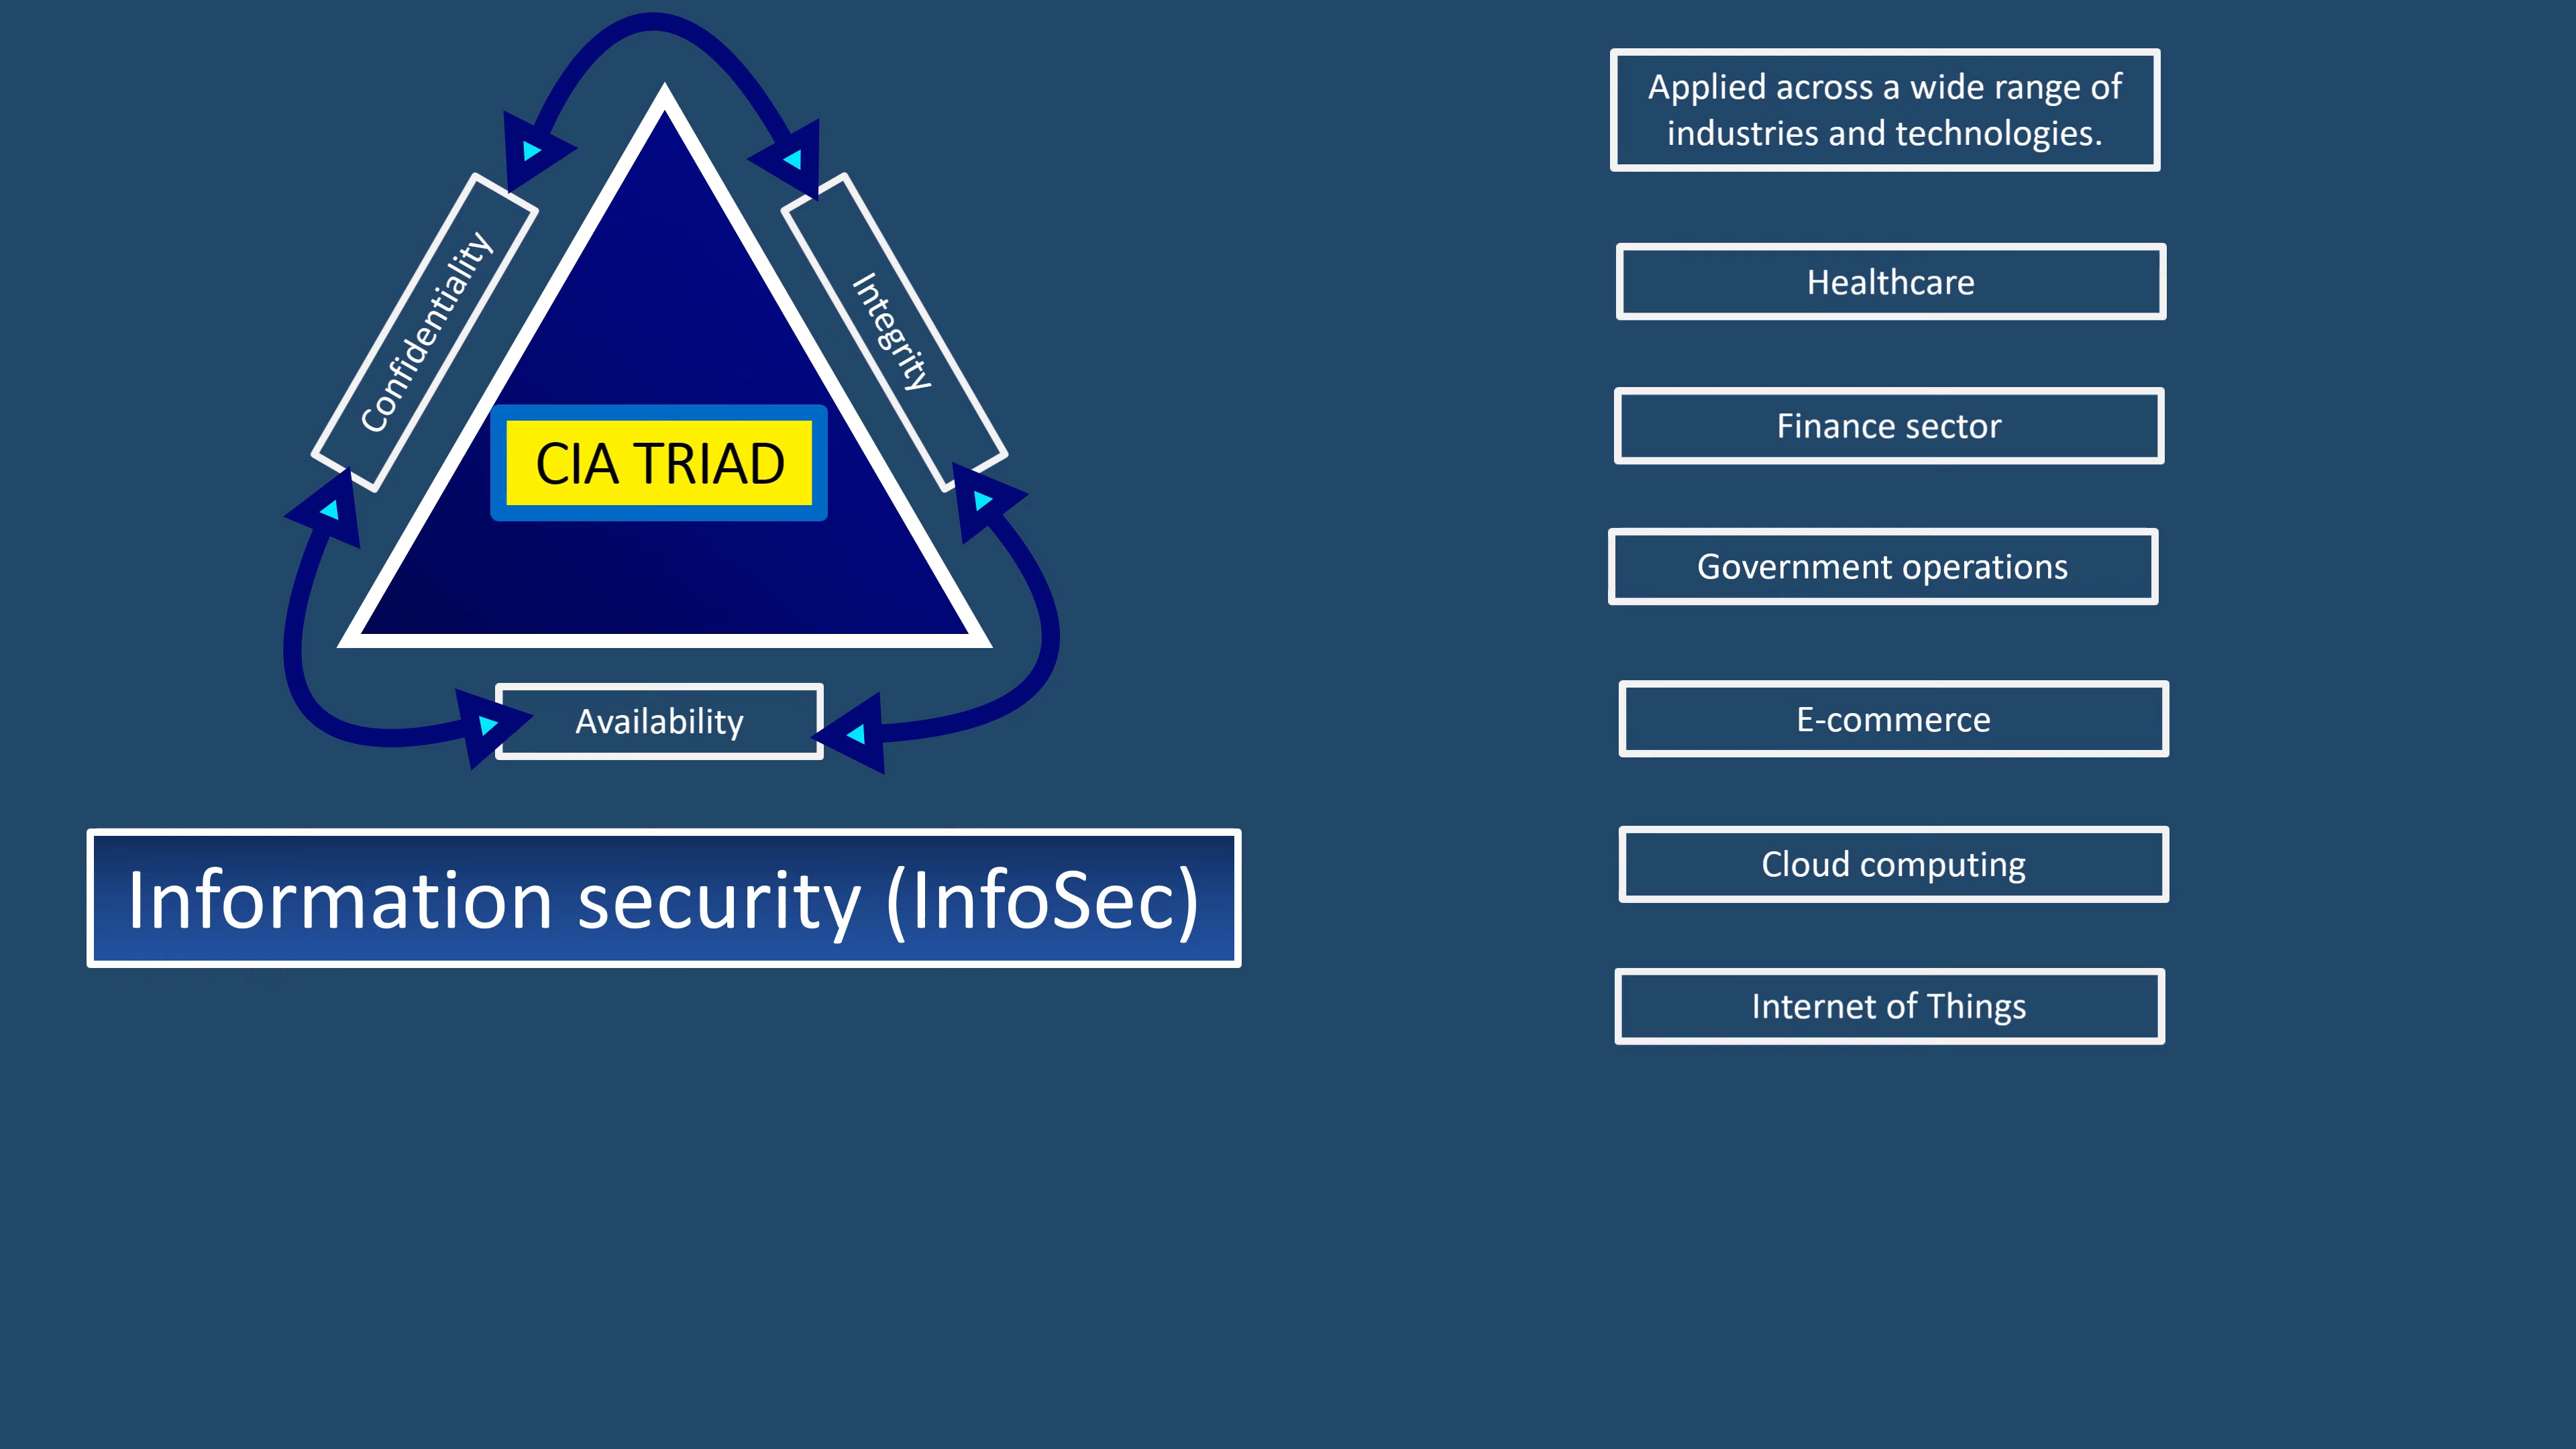 Confidentiality
Integrity
CIA TRIAD
Availability
Information security (InfoSec)
Applied across a wide range of
industries and technologies.
Healthcare
Finance sector
Government operations
E-commerce
Cloud computing
Internet of Things